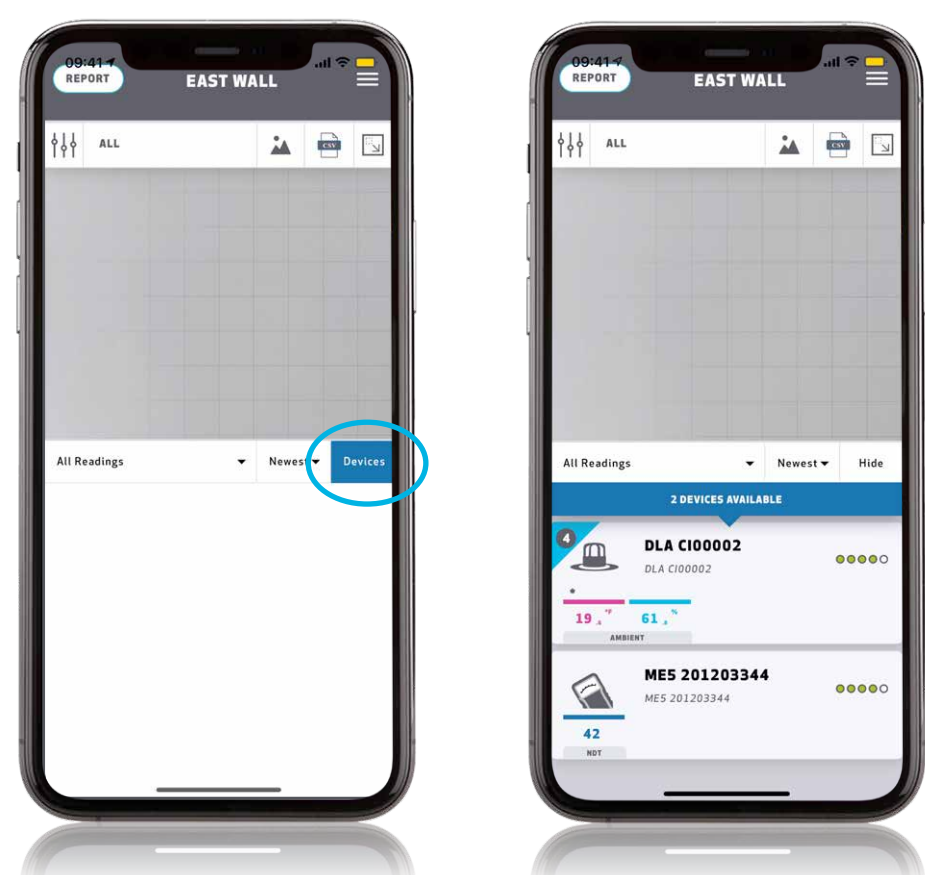 09:41
REPORT
EAST WALL
ALL
CSV
All Readings
Newest
Devices
09:41
REPORT
EAST WALL
ALL
CSV
All Readings
Newest
Hide
2 DEVICES AVAILABLE
4
DLA CI00002
DLA CI00002
19 °F
61 %
AMBIENT
ME5 201203344
ME5 201203344
42
NDT